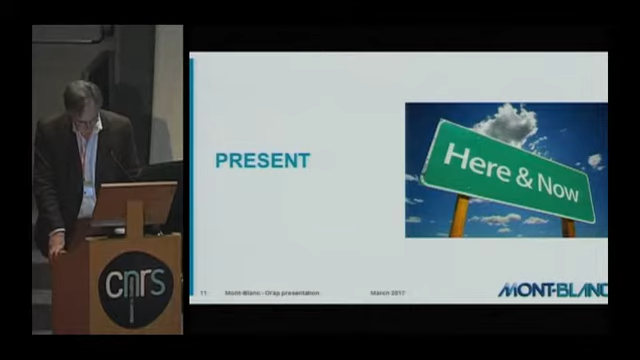 PRESENT
Here & Now
cnrs
11 Mont-Blanc - Orap presentation March 2017
MONT-BLANC